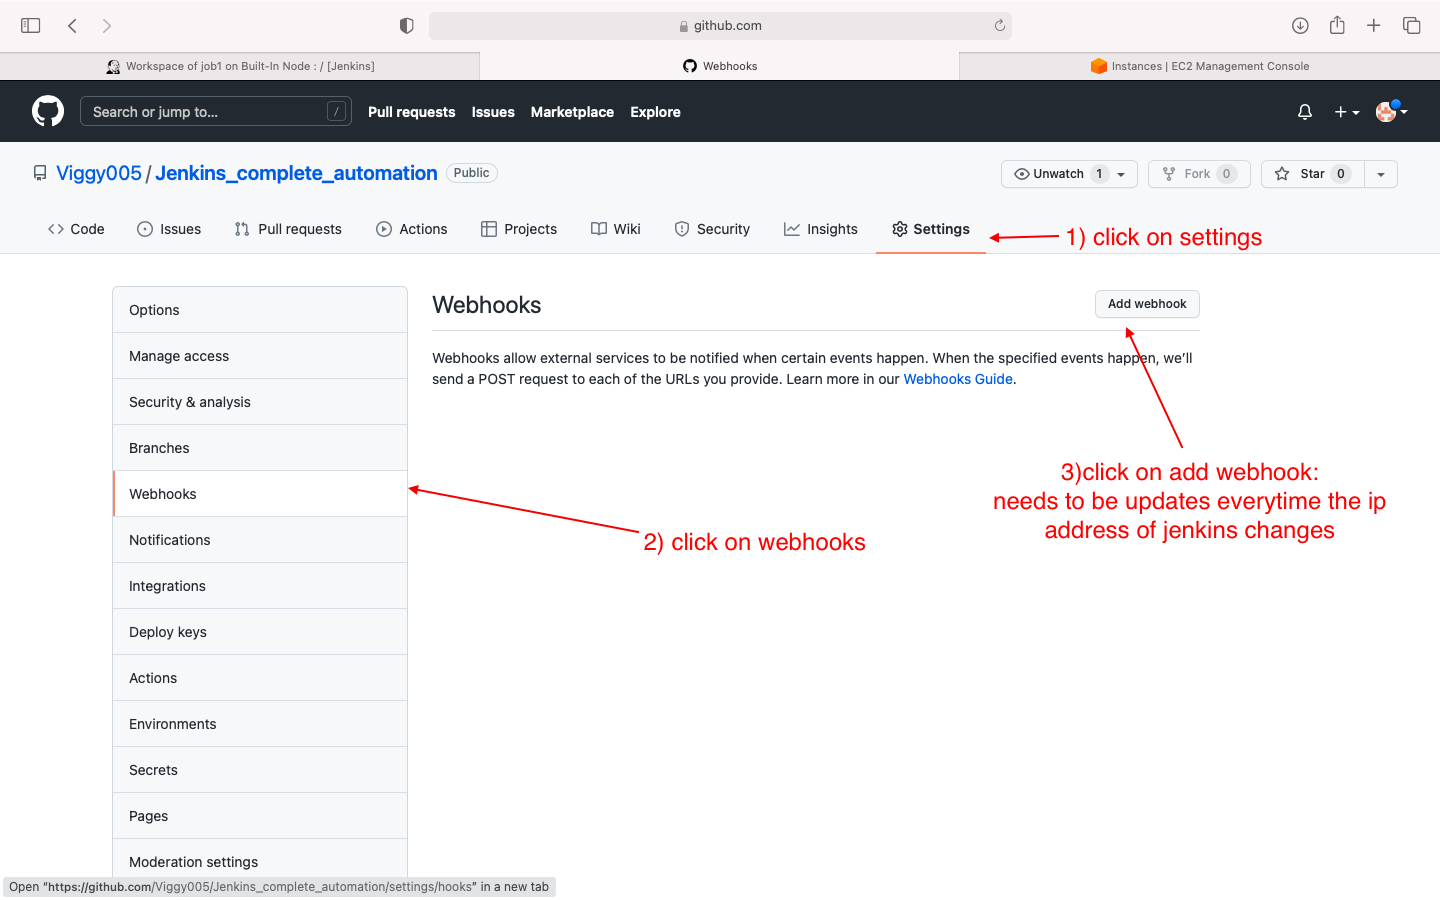 github.com
Workspace of job1 on Built-In Node : / [Jenkins]
Webhooks
Instances | EC2 Management Console
Search or jump to...
/
Pull requests
Issues
Marketplace
Explore
Viggy005 / Jenkins_complete_automation
Public
Unwatch 1
Fork 0
Star 0
Code
Issues
Pull requests
Actions
Projects
Wiki
Security
Insights
Settings
1) click on settings
Options
Manage access
Security & analysis
Branches
Webhooks
Notifications
Integrations
Deploy keys
Actions
Environments
Secrets
Pages
Moderation settings
Webhooks
Add webhook
Webhooks allow external services to be notified when certain events happen. When the specified events happen, we’ll
send a POST request to each of the URLs you provide. Learn more in our Webhooks Guide.
3)click on add webhook:
needs to be updates everytime the ip
address of jenkins changes
2) click on webhooks
Open “https://github.com/Viggy005/Jenkins_complete_automation/settings/hooks” in a new tab